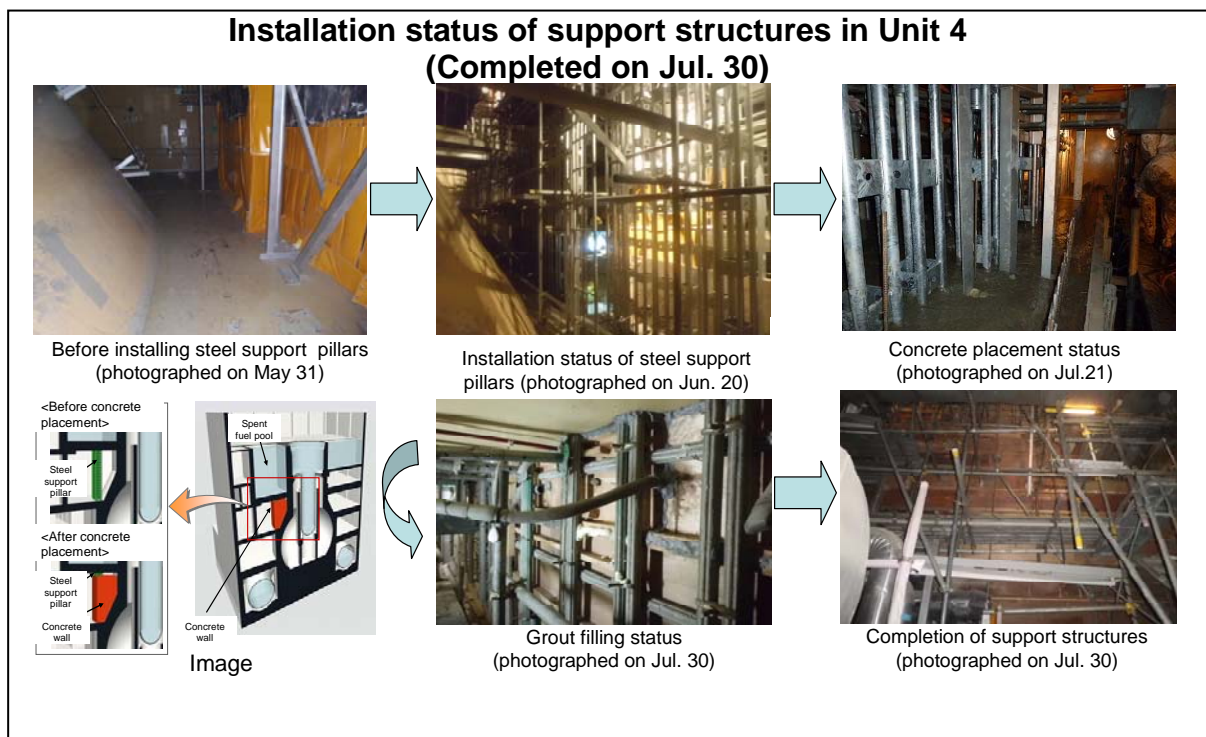 Installation status of support structures in Unit 4
(Completed on Jul. 30)
Before installing steel support pillars
(photographed on May 31)
Installation status of steel support
pillars (photographed on Jun. 20)
Concrete placement status
(photographed on Jul.21)
<Before concrete
placement>
Steel
support
pillar
<After concrete
placement>
Steel
support
pillar
Concrete
wall
Spent
fuel pool
Concrete
wall
Image
Grout filling status
(photographed on Jul. 30)
Completion of support structures
(photographed on Jul. 30)